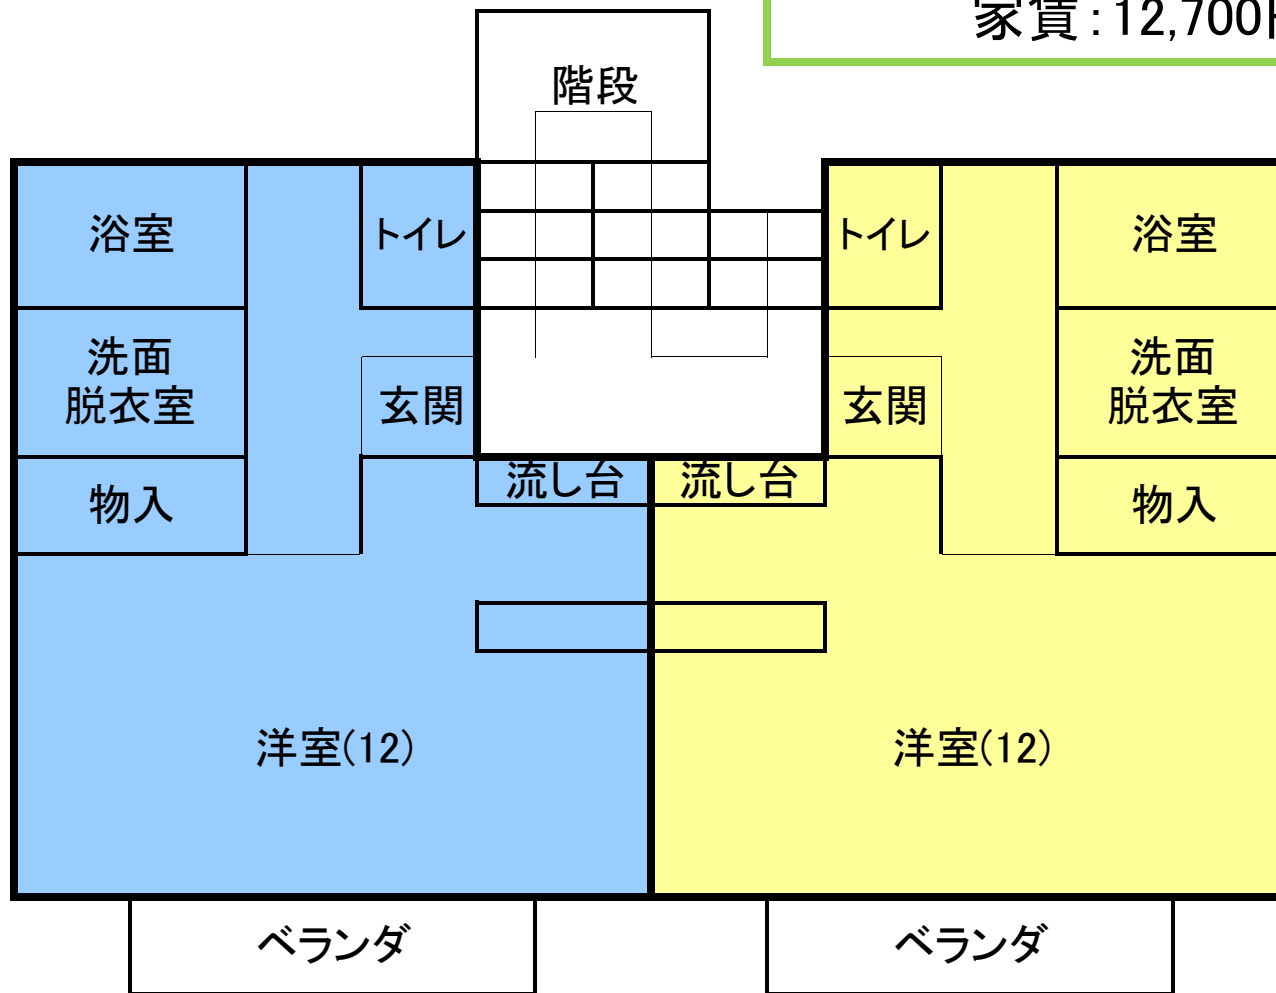 家賃：12,700
階段
浴室
トイレ
トイレ
浴室
洗面
脱衣室
玄関
玄関
洗面
脱衣室
物入
流し台
流し台
物入
洋室(12)
洋室(12)
ベランダ
ベランダ